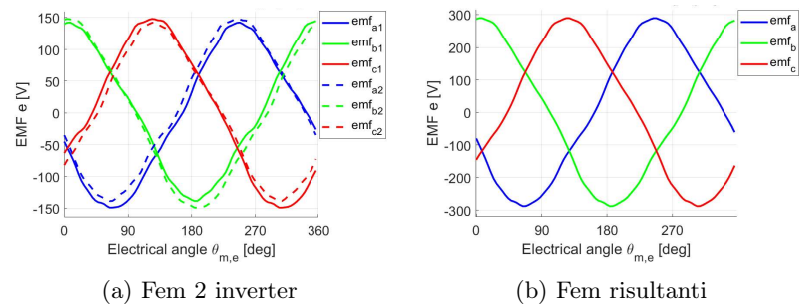 150
100
50
0
-50
-100
-150
0
90
180
270
360
EMF e [V]
Electrical angle θm,e [deg]
emfa1
emfb1
emfc1
emfa2
emfb2
emfc2
(a) Fem 2 inverter
300
200
100
0
-100
-200
-300
0
90
180
270
EMF e [V]
Electrical angle θm,e [deg]
emfa
emfb
emfc
(b) Fem risultanti